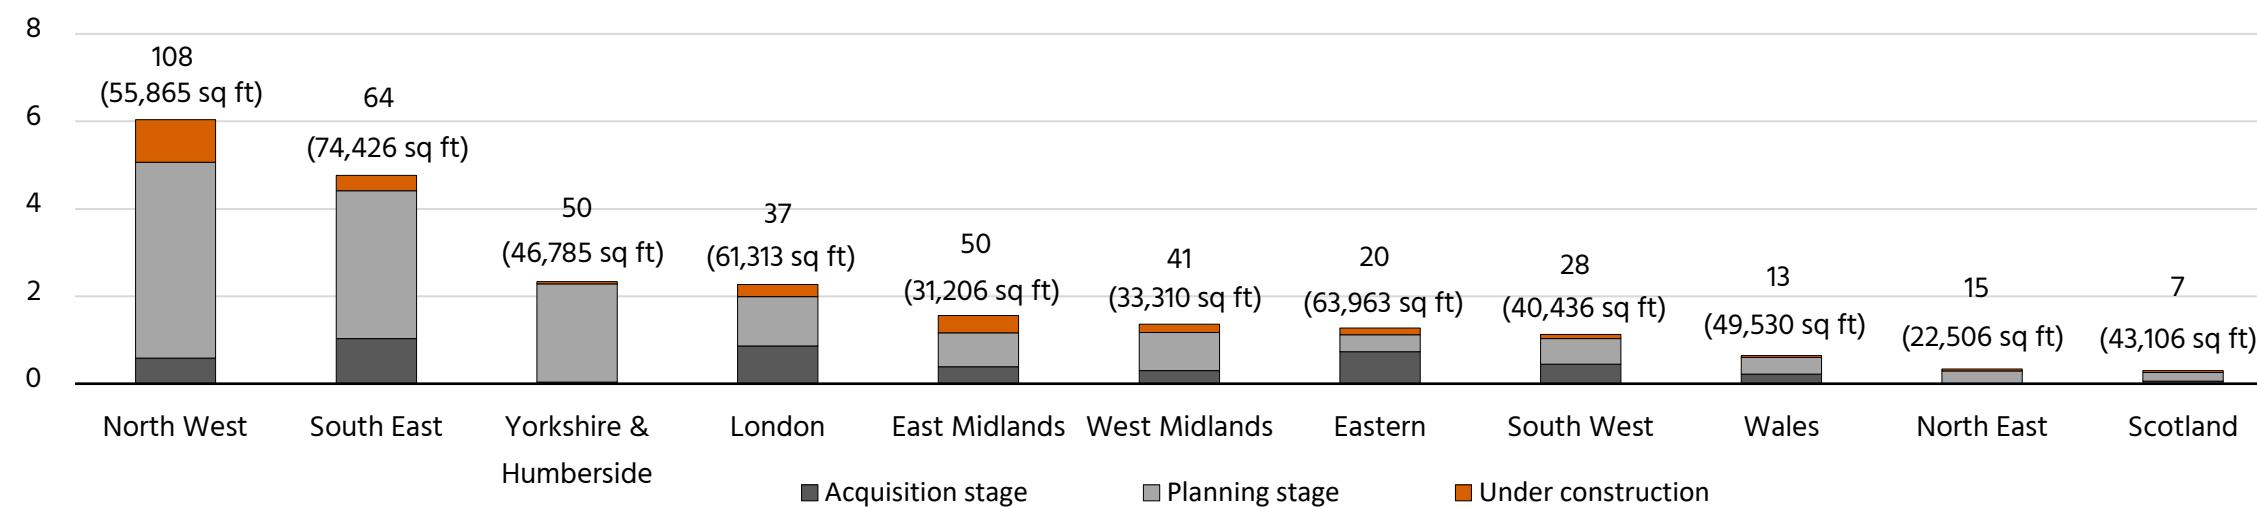 8
6
4
2
0
108
(55,865 sq ft)
64
(74,426 sq ft)
50
(46,785 sq ft)
37
(61,313 sq ft)
50
(31,206 sq ft)
41
(33,310 sq ft)
20
(63,963 sq ft)
28
(40,436 sq ft)
13
(49,530 sq ft)
15
(22,506 sq ft)
7
(43,106 sq ft)
North West
South East
Yorkshire &
Humberside
London
East Midlands
West Midlands
Eastern
South West
Wales
North East
Scotland
Acquisition stage
Planning stage
Under construction